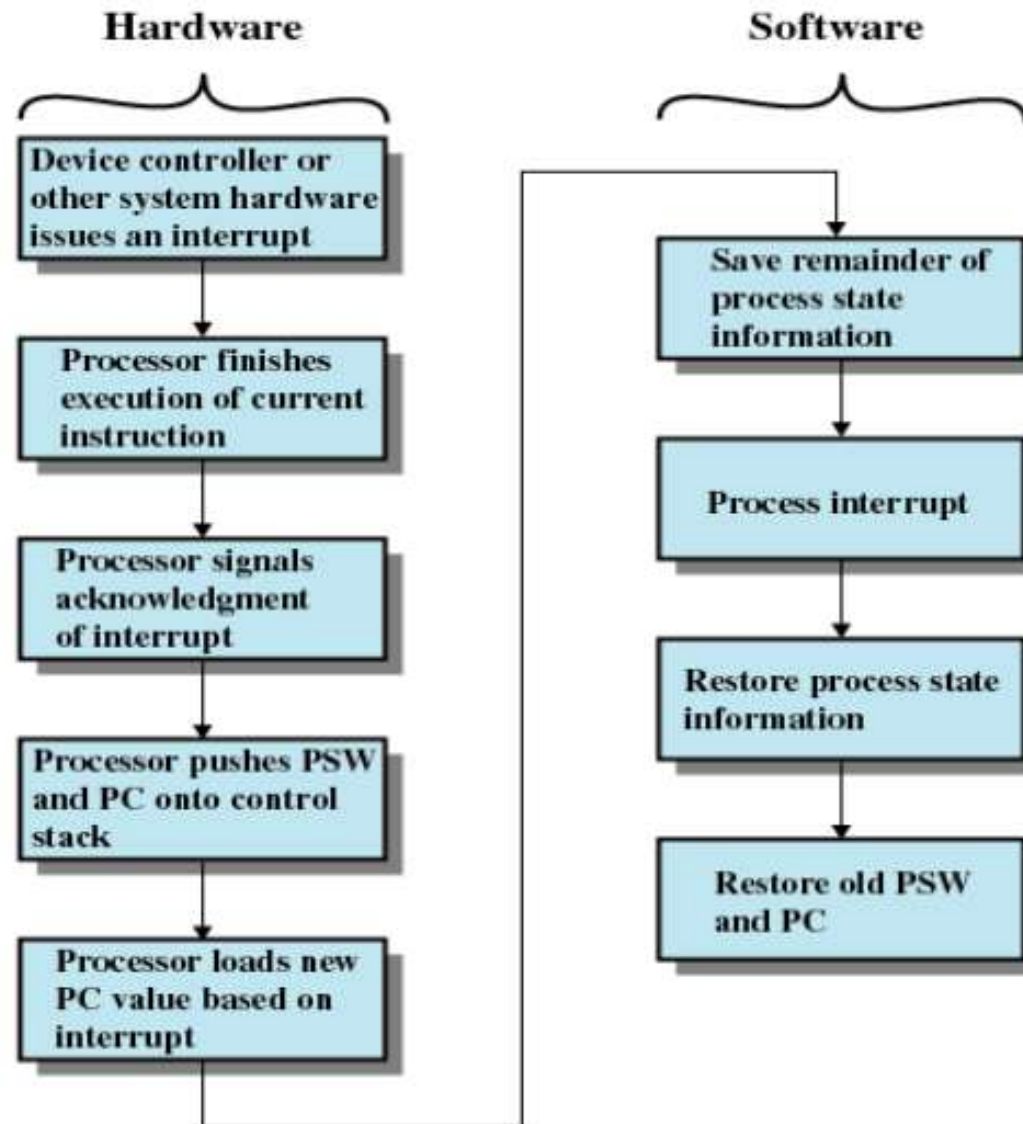 Hardware
Device controller or
other system hardware
issues an interrupt
Processor finishes
execution of current
instruction
Processor signals
acknowledgment
of interrupt
Processor pushes PSW
and PC onto control
stack
Processor loads new
PC value based on
interrupt
Software
Save remainder of
process state
information
Process interrupt
Restore process state
information
Restore old PSW
and PC